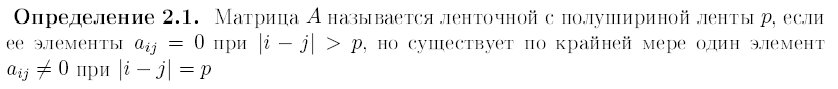 Определение 2.1. Матрица A называется ленточной с полушириной ленты p, если
ее элементы a_{ij} = 0 при |i − j| > p, но существует по крайней мере один элемент
a_{ij} ≠ 0 при |i − j| = p